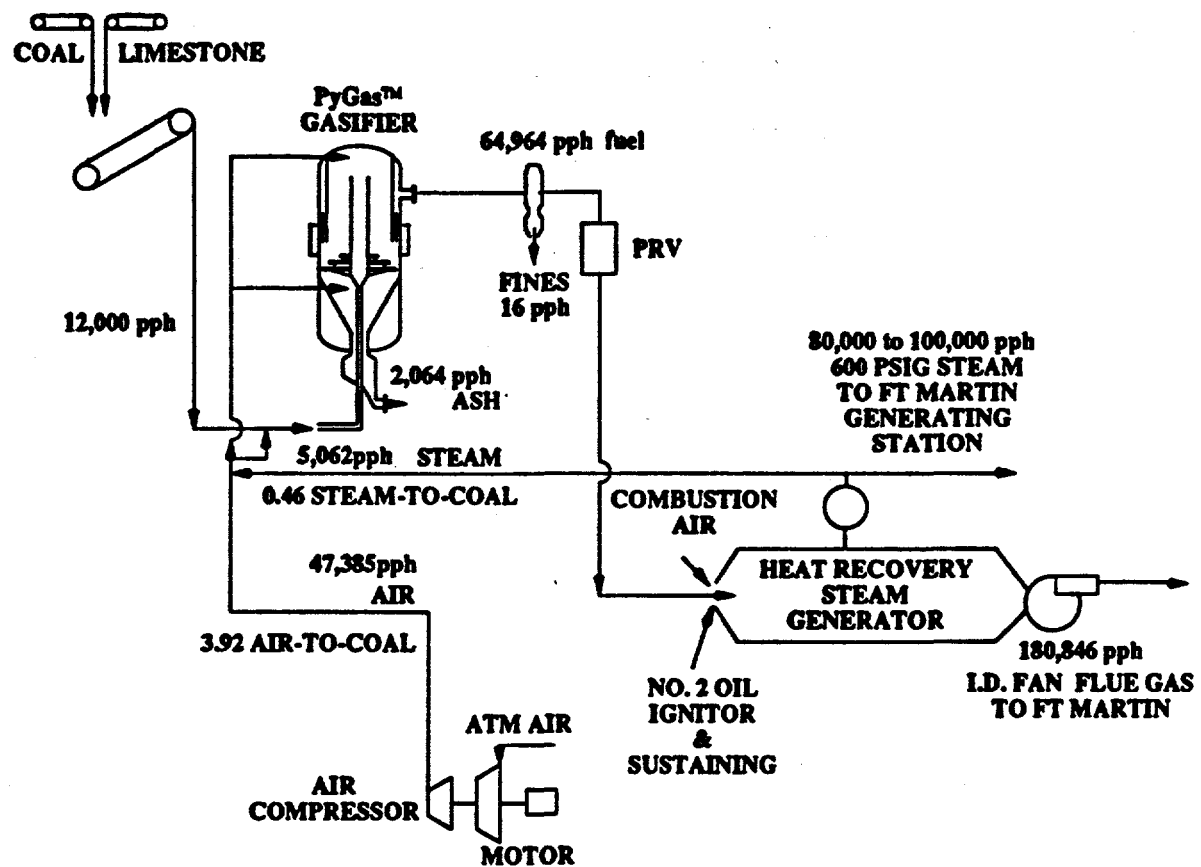 COAL LIMESTONE
PyGas™
GASIFIER
64,964 pph fuel
PRV
FINES
16 pph
12,000 pph
80,000 to 100,000 pph
600 PSIG STEAM
TO FT MARTIN
GENERATING
STATION
2,064 pph
ASH
5,062pph STEAM
0.46 STEAM-TO-COAL
COMBUSTION
AIR
47,385pph
AIR
HEAT RECOVERY
STEAM
GENERATOR
3.92 AIR-TO-COAL
180,846 pph
I.D. FAN FLUE GAS
TO FT MARTIN
NO. 2 OIL
IGNITOR
&
SUSTAINING
ATM AIR
AIR
COMPRESSOR
MOTOR